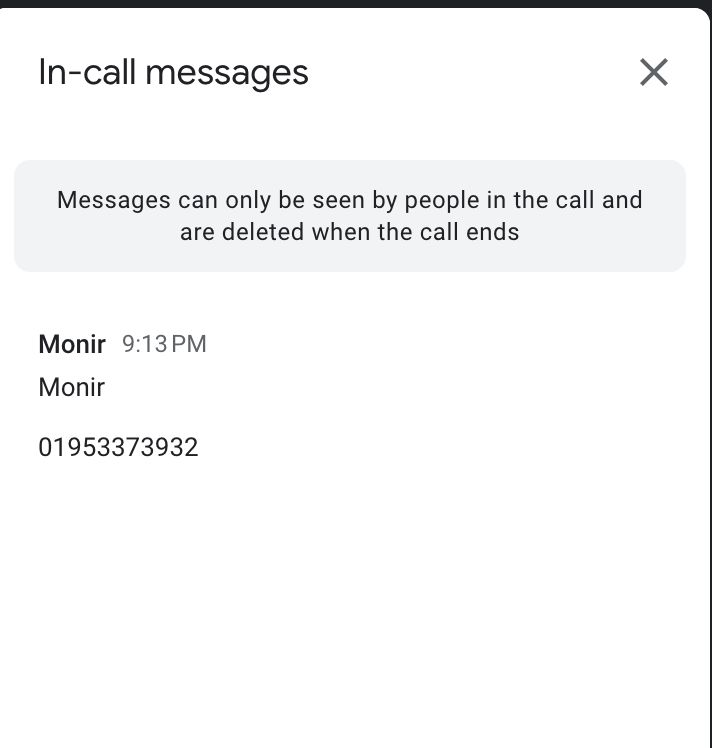 In-call messages
Messages can only be seen by people in the call and
are deleted when the call ends
Monir 9:13 PM
Monir
01953373932